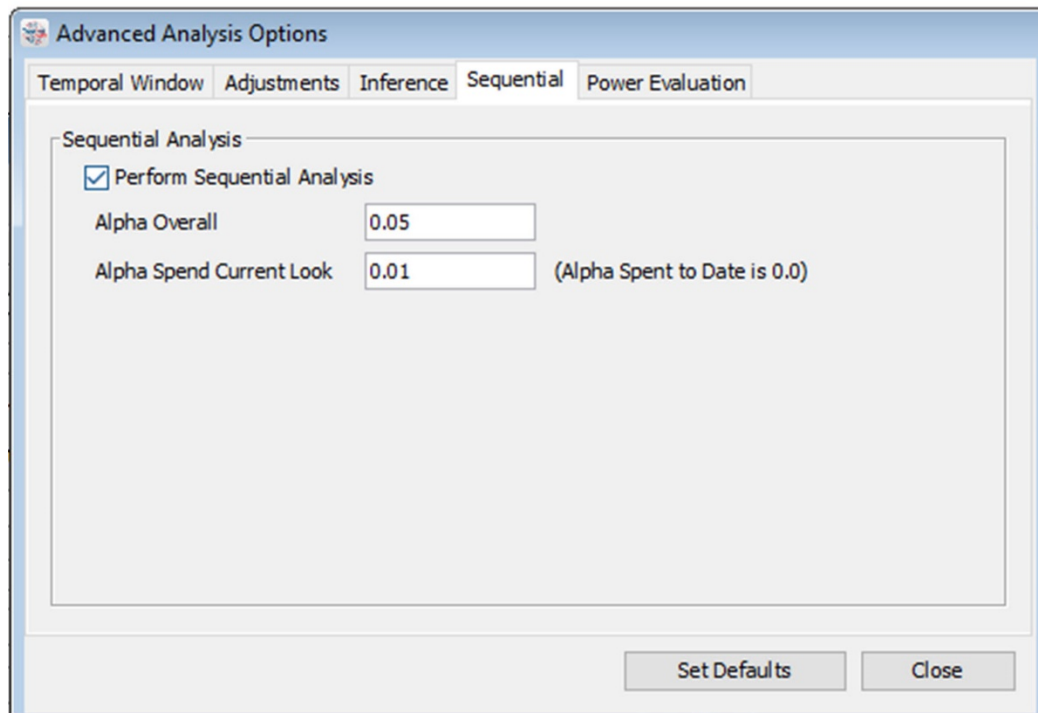 Advanced Analysis Options
Temporal Window Adjustments Inference Sequential Power Evaluation
Sequential Analysis
Perform Sequential Analysis
Alpha Overall 0.05
Alpha Spend Current Look 0.01 (Alpha Spent to Date is 0.0)
Set Defaults Close